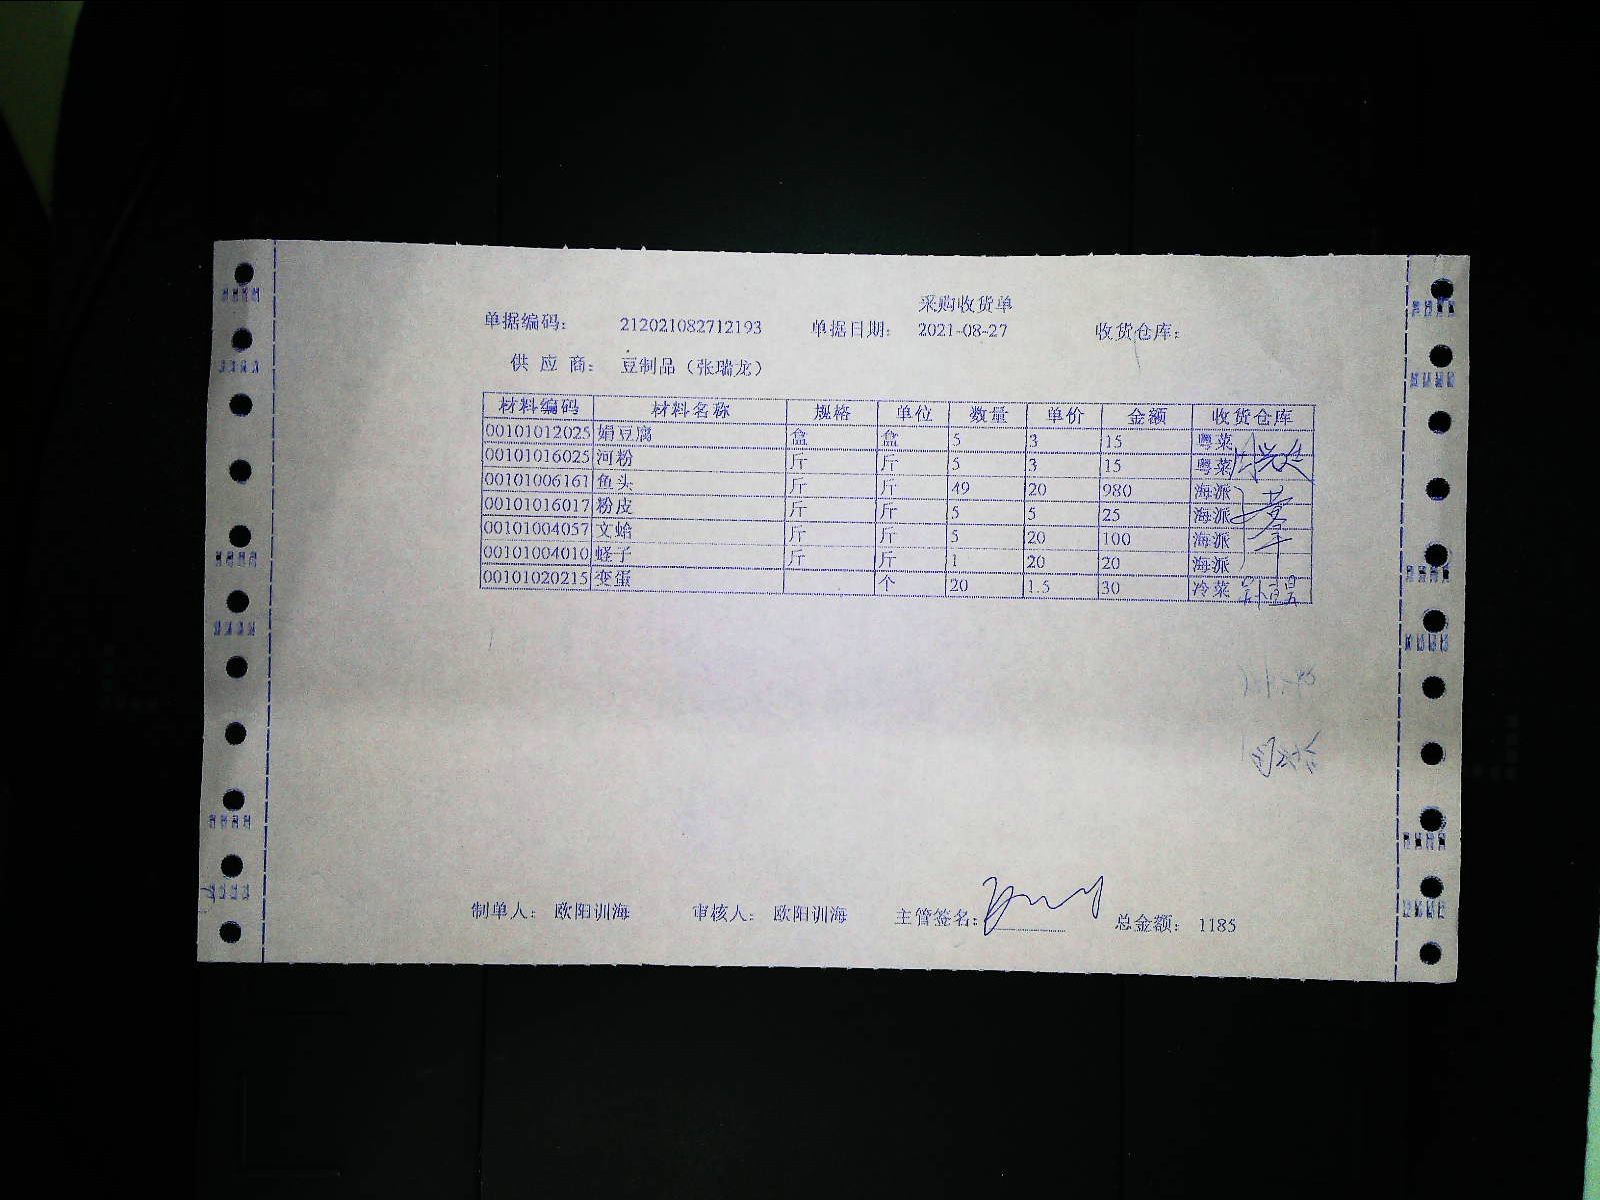 采购收货单
单据编码： 212021082712193 单据日期： 2021-08-27 收货仓库：
供 应 商： 豆制品（张瑞龙）
材料编码 材料名称 规格 单位 数量 单价 金额 收货仓库
00101012025 娟豆腐 盒 盒 5 3 15 粤菜
00101016025 河粉 斤 斤 5 3 15 粤菜
00101006161 鱼头 斤 斤 49 20 980 海派
00101016017 粉皮 斤 斤 5 5 25 海派
00101004057 文蛤 斤 斤 5 20 100 海派
00101004010 蛏子 斤 斤 1 20 20 海派
00101020215 变蛋 个 20 1.5 30 冷菜
制单人： 欧阳训海 审核人： 欧阳训海 主管签名： 总金额： 1185